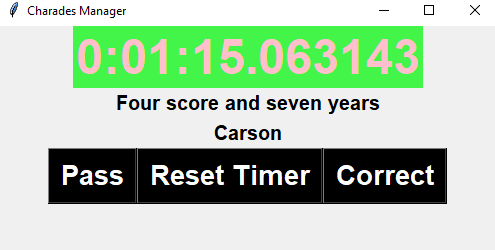 Charades Manager
0:01:15.063143
Four score and seven years
Carson
Pass Reset Timer Correct